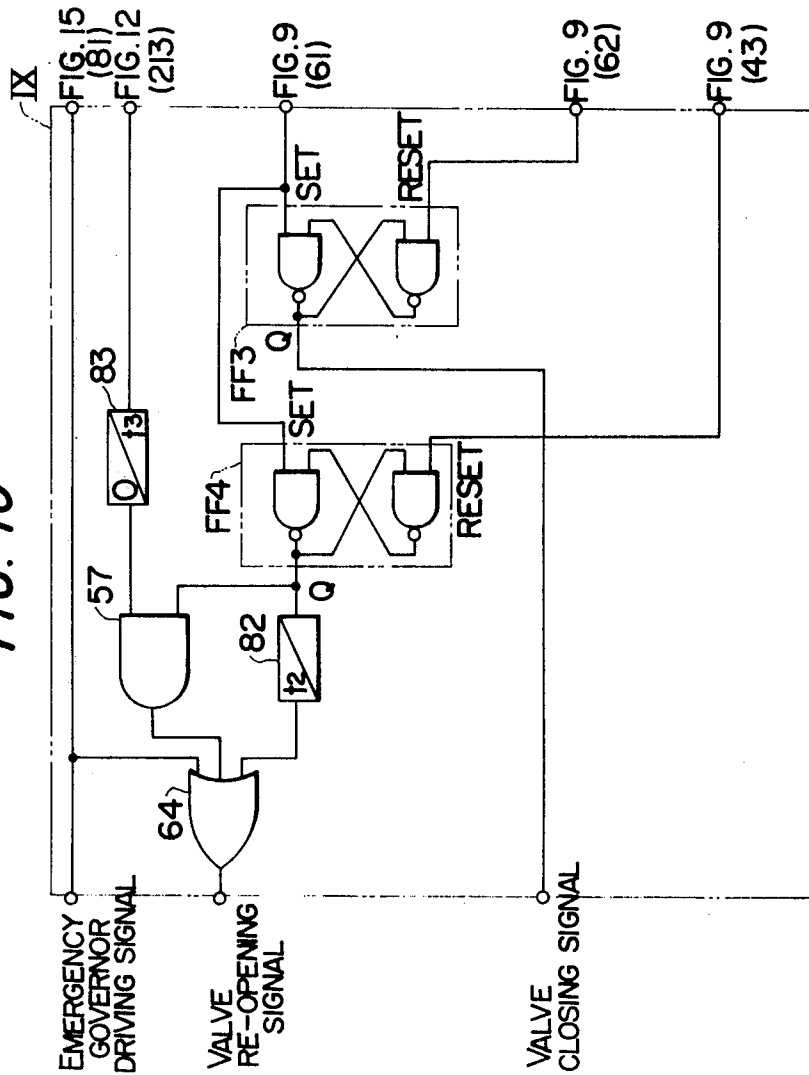 FIG.
IX
FIG. 15
(81)
FIG. 12
(213)
FIG. 9
(61)
FIG. 9
(62)
FIG. 9
(43)
83
O t3
SET
RESET
FF3
Q
57
FF4
SET
RESET
Q
82
t2
64
EMERGENCY
GOVERNOR
DRIVING SIGNAL
VALVE
RE-OPENING
SIGNAL
VALVE
CLOSING SIGNAL